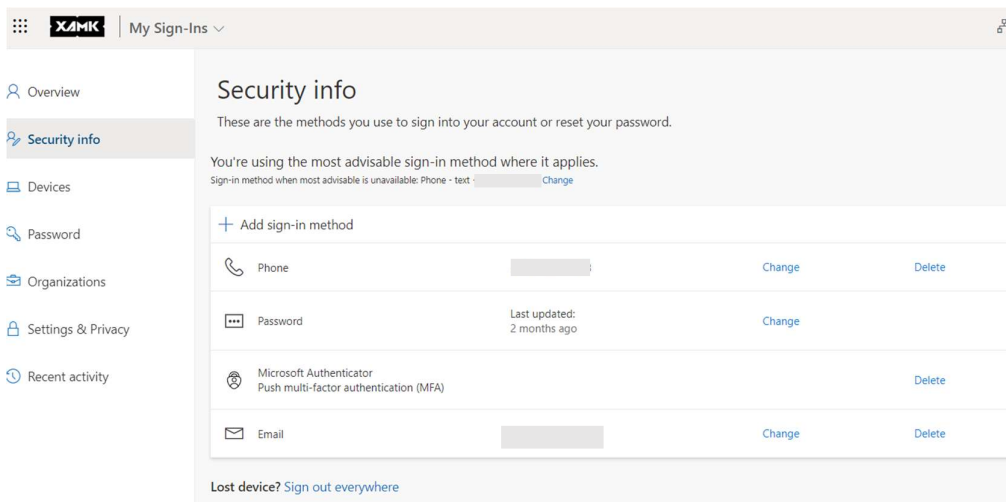 XAMK My Sign-Ins
Overview
Security info
Devices
Password
Organizations
Settings & Privacy
Recent activity
Security info
These are the methods you use to sign into your account or reset your password.
You're using the most advisable sign-in method where it applies.
Sign-in method when most advisable is unavailable: Phone - text - Change
Add sign-in method
Phone Change Delete
Password Last updated: Change
2 months ago
Microsoft Authenticator
Push multi-factor authentication (MFA) Delete
Email Change Delete
Lost device? Sign out everywhere